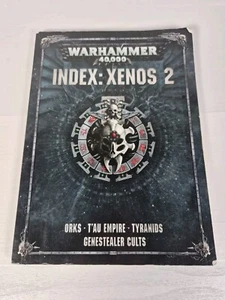 WARHAMMER
40,000
INDEX: XENOS 2
ORKS · T'AU EMPIRE · TYRANIDS
GENESTEALER CULTS